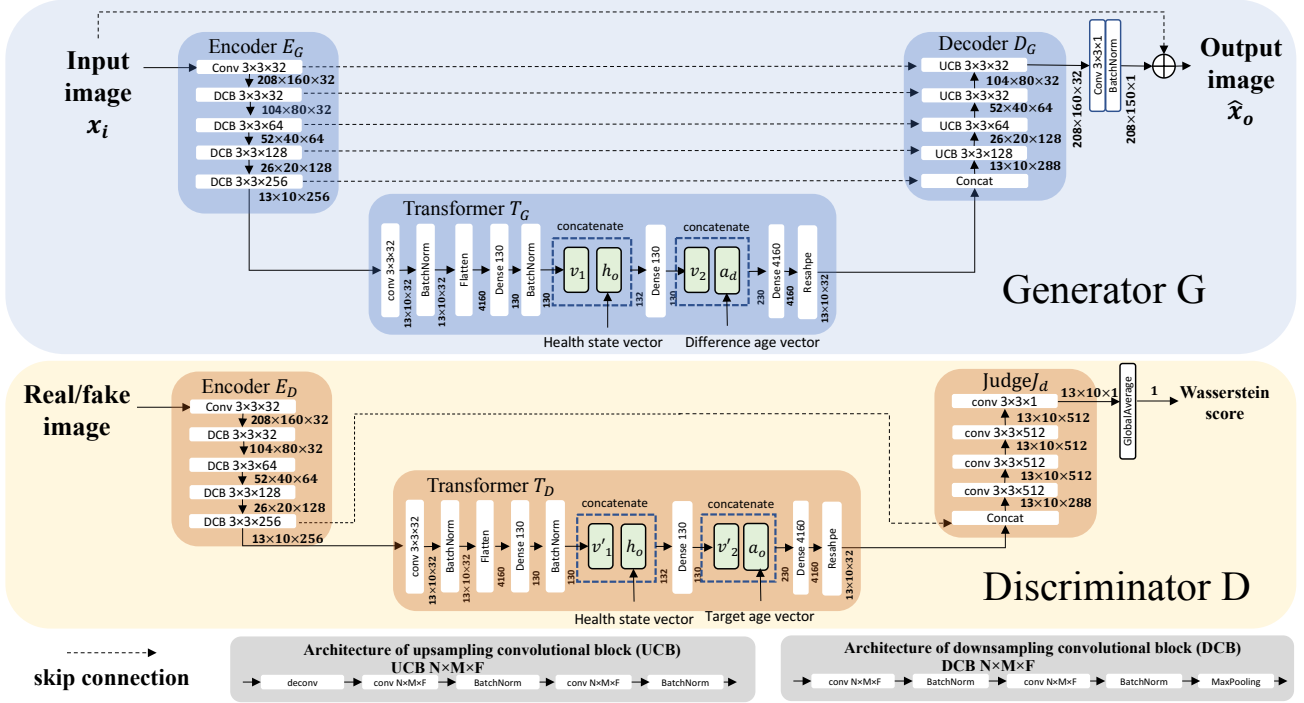 Input
image
x_i
Encoder E_G
Conv 3×3×32
208×160×32
DCB 3×3×32
104×80×32
DCB 3×3×64
52×40×64
DCB 3×3×128
26×20×128
DCB 3×3×256
13×10×256
Transformer T_G
conv 3×3×32
13×10×32
BatchNorm
13×10×32
Flatten
4160
Dense 130
130
BatchNorm
130
concatenate
v_1
h_o
132
Health state vector
Dense 130
130
concatenate
v_2
a_d
230
Difference age vector
Dense 4160
4160
Resahpe
13×10×32
Decoder D_G
UCB 3×3×32
104×80×32
UCB 3×3×32
52×40×64
UCB 3×3×64
26×20×128
UCB 3×3×128
13×10×288
Concat
208×160×32
Conv 3×3×1
BatchNorm
208×150×1
Output
image
x̂_o
Generator G
Real/fake
image
Encoder E_D
Conv 3×3×32
208×160×32
DCB 3×3×32
104×80×32
DCB 3×3×64
52×40×64
DCB 3×3×128
26×20×128
DCB 3×3×256
13×10×256
Transformer T_D
conv 3×3×32
13×10×32
BatchNorm
13×10×32
Flatten
4160
Dense 130
130
BatchNorm
130
concatenate
v'_1
h_o
132
Health state vector
Dense 130
130
concatenate
v'_2
a_o
230
Target age vector
Dense 4160
4160
Resahpe
13×10×32
JudgeJ_d
conv 3×3×1
13×10×512
conv 3×3×512
13×10×512
conv 3×3×512
13×10×512
conv 3×3×512
13×10×288
Concat
13×10×1
GlobalAverage
1
Wasserstein
score
Discriminator D
skip connection
Architecture of upsampling convolutional block (UCB)
UCB N×M×F
deconv
conv N×M×F
BatchNorm
conv N×M×F
BatchNorm
Architecture of downsampling convolutional block (DCB)
DCB N×M×F
conv N×M×F
BatchNorm
conv N×M×F
BatchNorm
MaxPooling